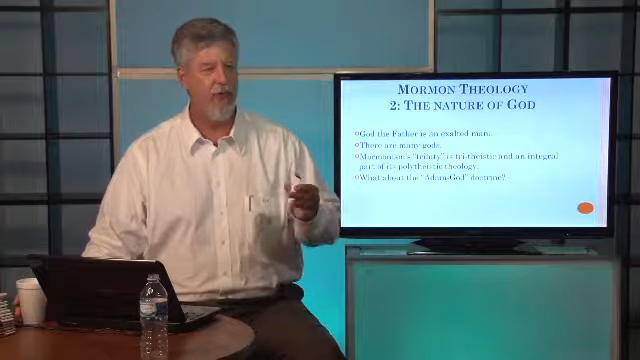 MORMON THEOLOGY
2: THE NATURE OF GOD
God the Father is an exalted man.
There are many gods.
Mormonism's "trinity" is tri-theistic and an integral
part of its polytheistic theology.
What about the "Adam-God" doctrine?